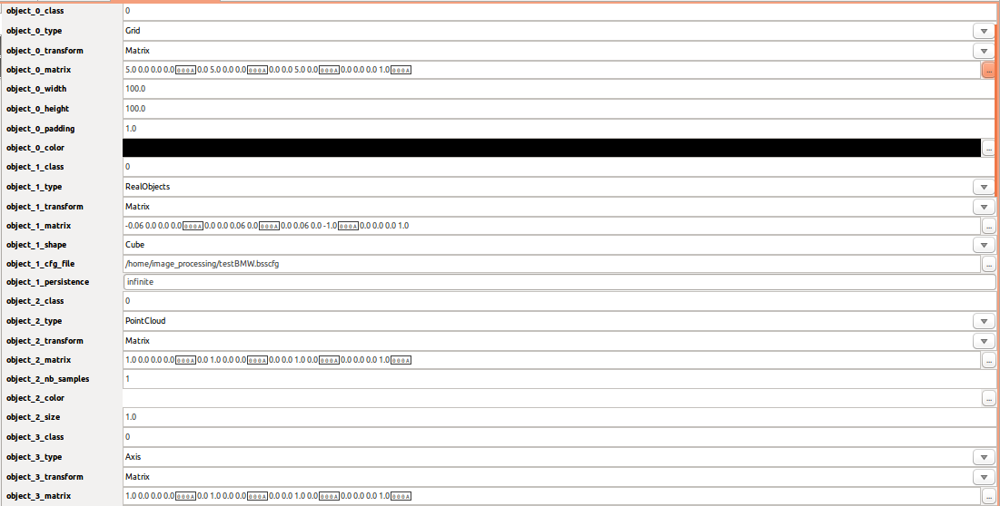 object_0_class 0
object_0_type Grid
object_0_transform Matrix
object_0_matrix 5.0 0.0 0.0 0.0 000A 0.0 5.0 0.0 0.0 000A 0.0 0.0 5.0 0.0 000A 0.0 0.0 0.0 1.0 000A ...
object_0_width 100.0
object_0_height 100.0
object_0_padding 1.0
object_0_color ...
object_1_class 0
object_1_type RealObjects
object_1_transform Matrix
object_1_matrix -0.06 0.0 0.0 0.0 000A 0.0 0.0 0.06 0.0 000A 0.0 0.06 0.0 -1.0 000A 0.0 0.0 0.0 1.0 ...
object_1_shape Cube
object_1_cfg_file /home/image_processing/testBMW.bsscfg ...
object_1_persistence infinite
object_2_class 0
object_2_type PointCloud
object_2_transform Matrix
object_2_matrix 1.0 0.0 0.0 0.0 000A 0.0 1.0 0.0 0.0 000A 0.0 0.0 1.0 0.0 000A 0.0 0.0 0.0 1.0 000A ...
object_2_nb_samples 1
object_2_color ...
object_2_size 1.0
object_3_class 0
object_3_type Axis
object_3_transform Matrix
object_3_matrix 1.0 0.0 0.0 0.0 000A 0.0 1.0 0.0 0.0 000A 0.0 0.0 1.0 0.0 000A 0.0 0.0 0.0 1.0 000A ...